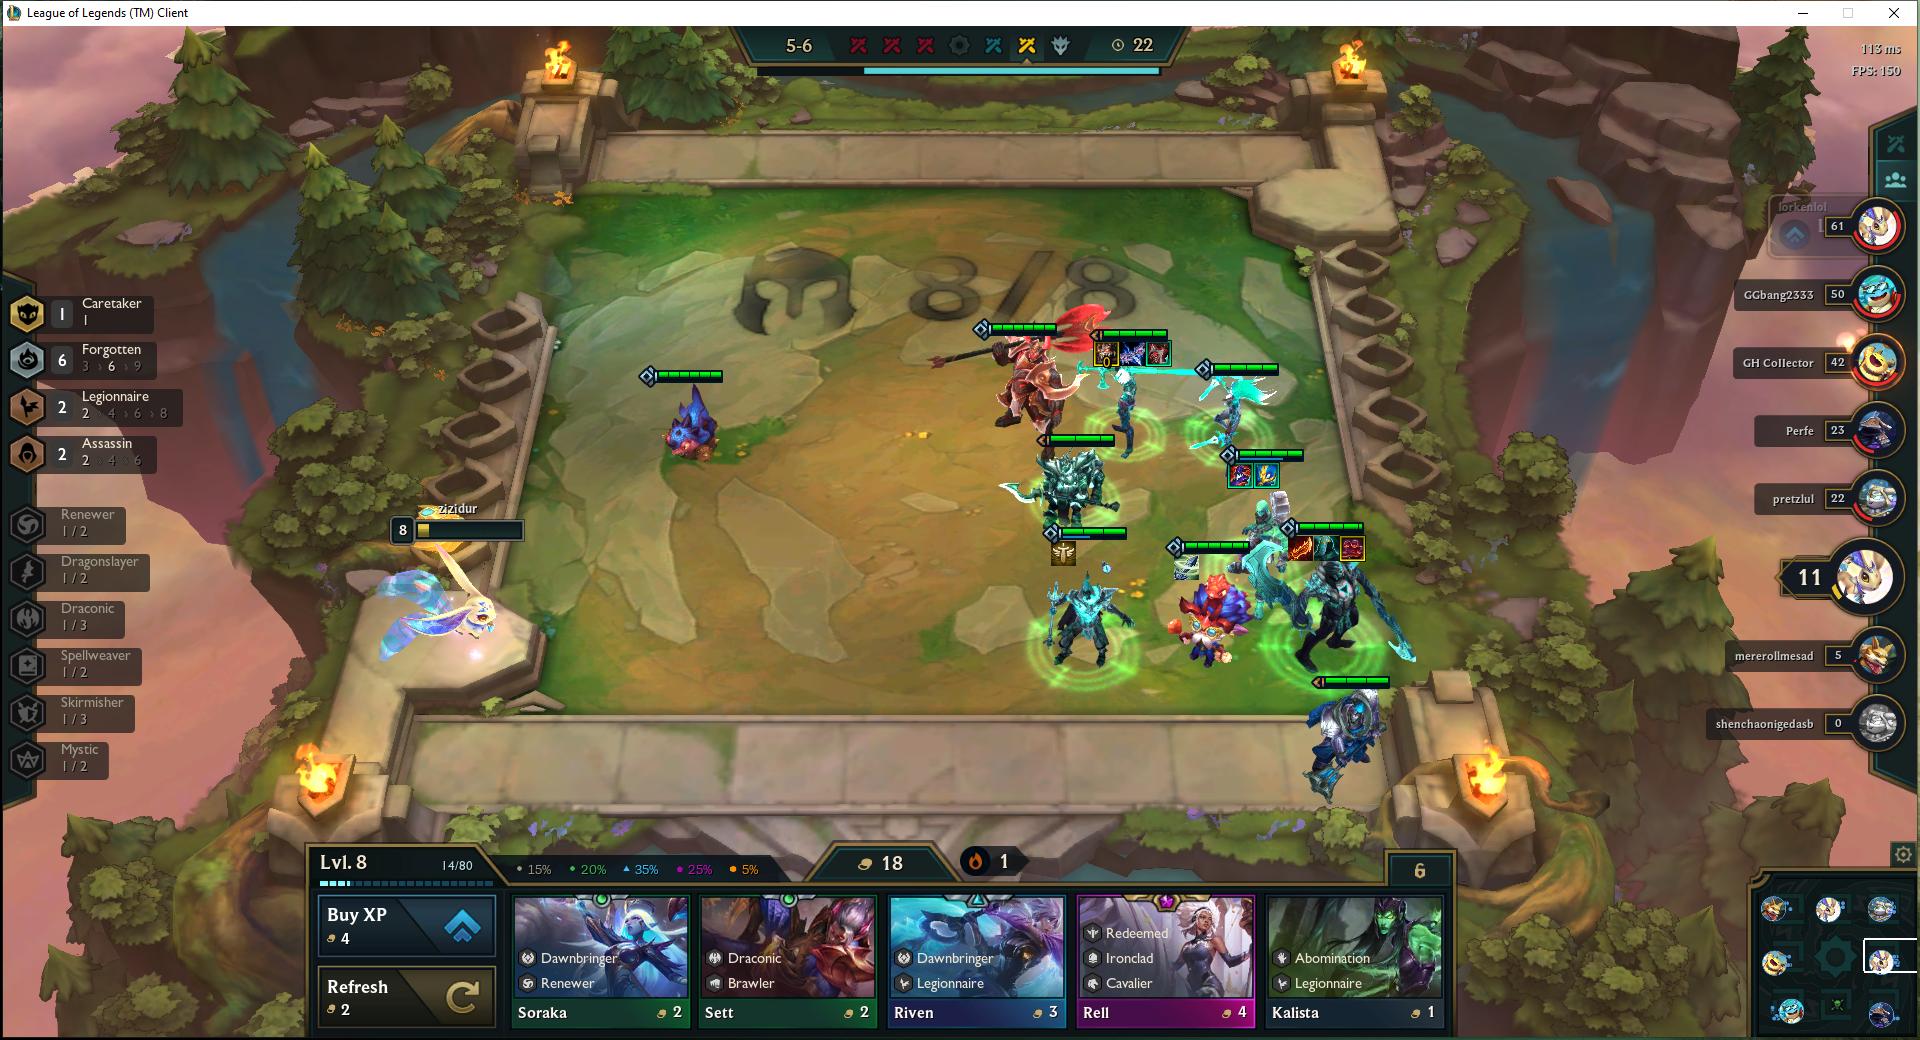 League of Legends (TM) Client
5-6
22
113 ms
FPS: 150
8/8
1
Caretaker
1
6
Forgotten
3 › 6 › 9
2
Legionnaire
2 › 4 › 6 › 8
2
Assassin
2 › 4 › 6
Renewer
1 / 2
Dragonslayer
1 / 2
Draconic
1 / 3
Spellweaver
1 / 2
Skirmisher
1 / 3
Mystic
1 / 2
zizidur
8
0
lorkenlol
61
GGbang2333
50
GH Collector
42
Perfe
23
pretzlul
22
11
mererollmesad
5
shenchaonigedasb
0
Lvl. 8
14/80
15%
20%
35%
25%
5%
18
1
6
Buy XP
4
Refresh
2
Dawnbringer
Renewer
Soraka
2
Draconic
Brawler
Sett
2
Dawnbringer
Legionnaire
Riven
3
Redeemed
Ironclad
Cavalier
Rell
4
Abomination
Legionnaire
Kalista
1